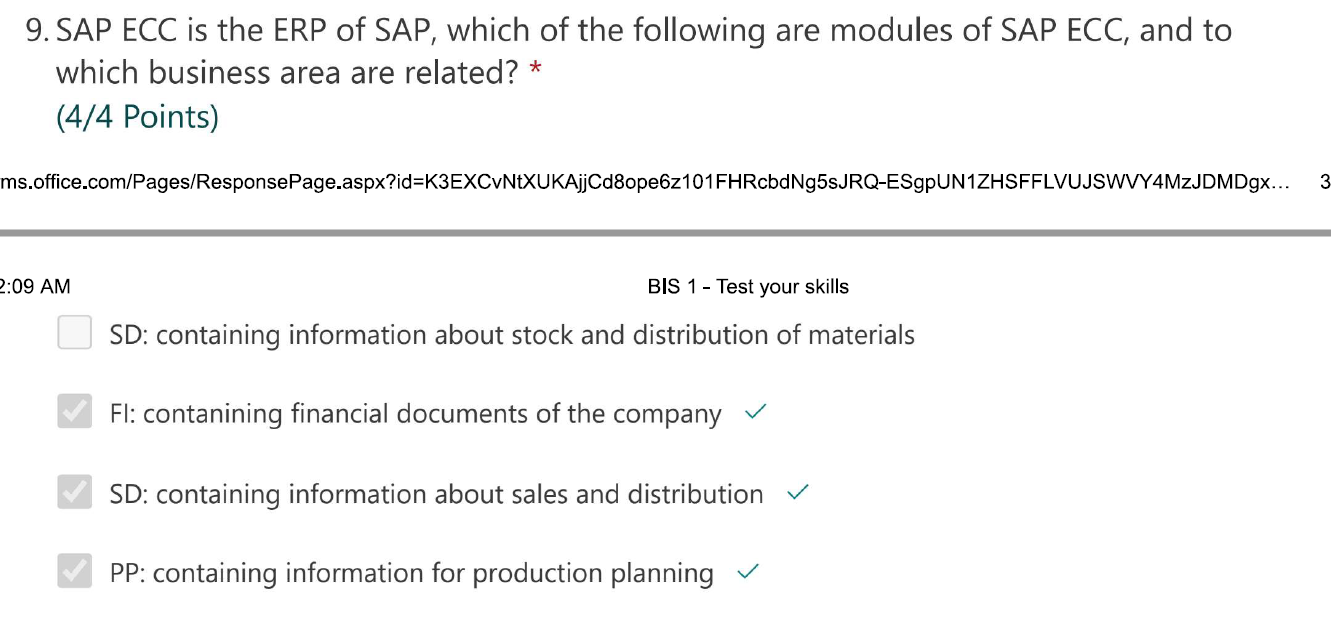 9. SAP ECC is the ERP of SAP, which of the following are modules of SAP ECC, and to
which business area are related? *
(4/4 Points)
ms.office.com/Pages/ResponsePage.aspx?id=K3EXCvNtXUKAjjCd8ope6z101FHRcbdNg5sJRQ-ESgpUN1ZHSFFLVUJSWVY4MzJDMDgx... 3
2:09 AM BIS 1 - Test your skills
SD: containing information about stock and distribution of materials
FI: contanining financial documents of the company
SD: containing information about sales and distribution
PP: containing information for production planning